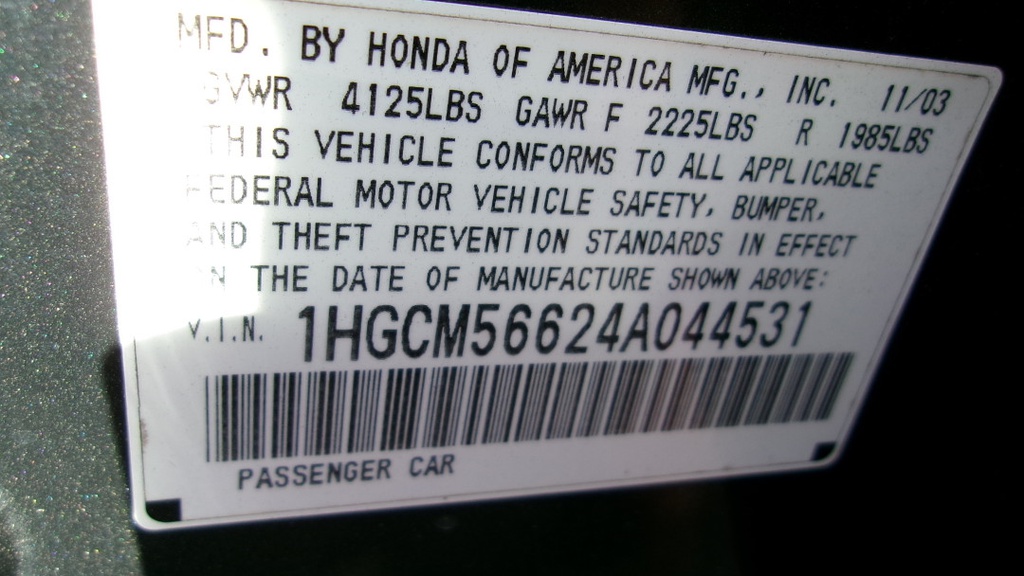 MFD. BY HONDA OF AMERICA MFG., INC. 11/03
GVWR 4125LBS GAWR F 2225LBS R 1985LBS
THIS VEHICLE CONFORMS TO ALL APPLICABLE
FEDERAL MOTOR VEHICLE SAFETY, BUMPER,
AND THEFT PREVENTION STANDARDS IN EFFECT
ON THE DATE OF MANUFACTURE SHOWN ABOVE:
V.I.N. 1HGCM56624A044531
PASSENGER CAR